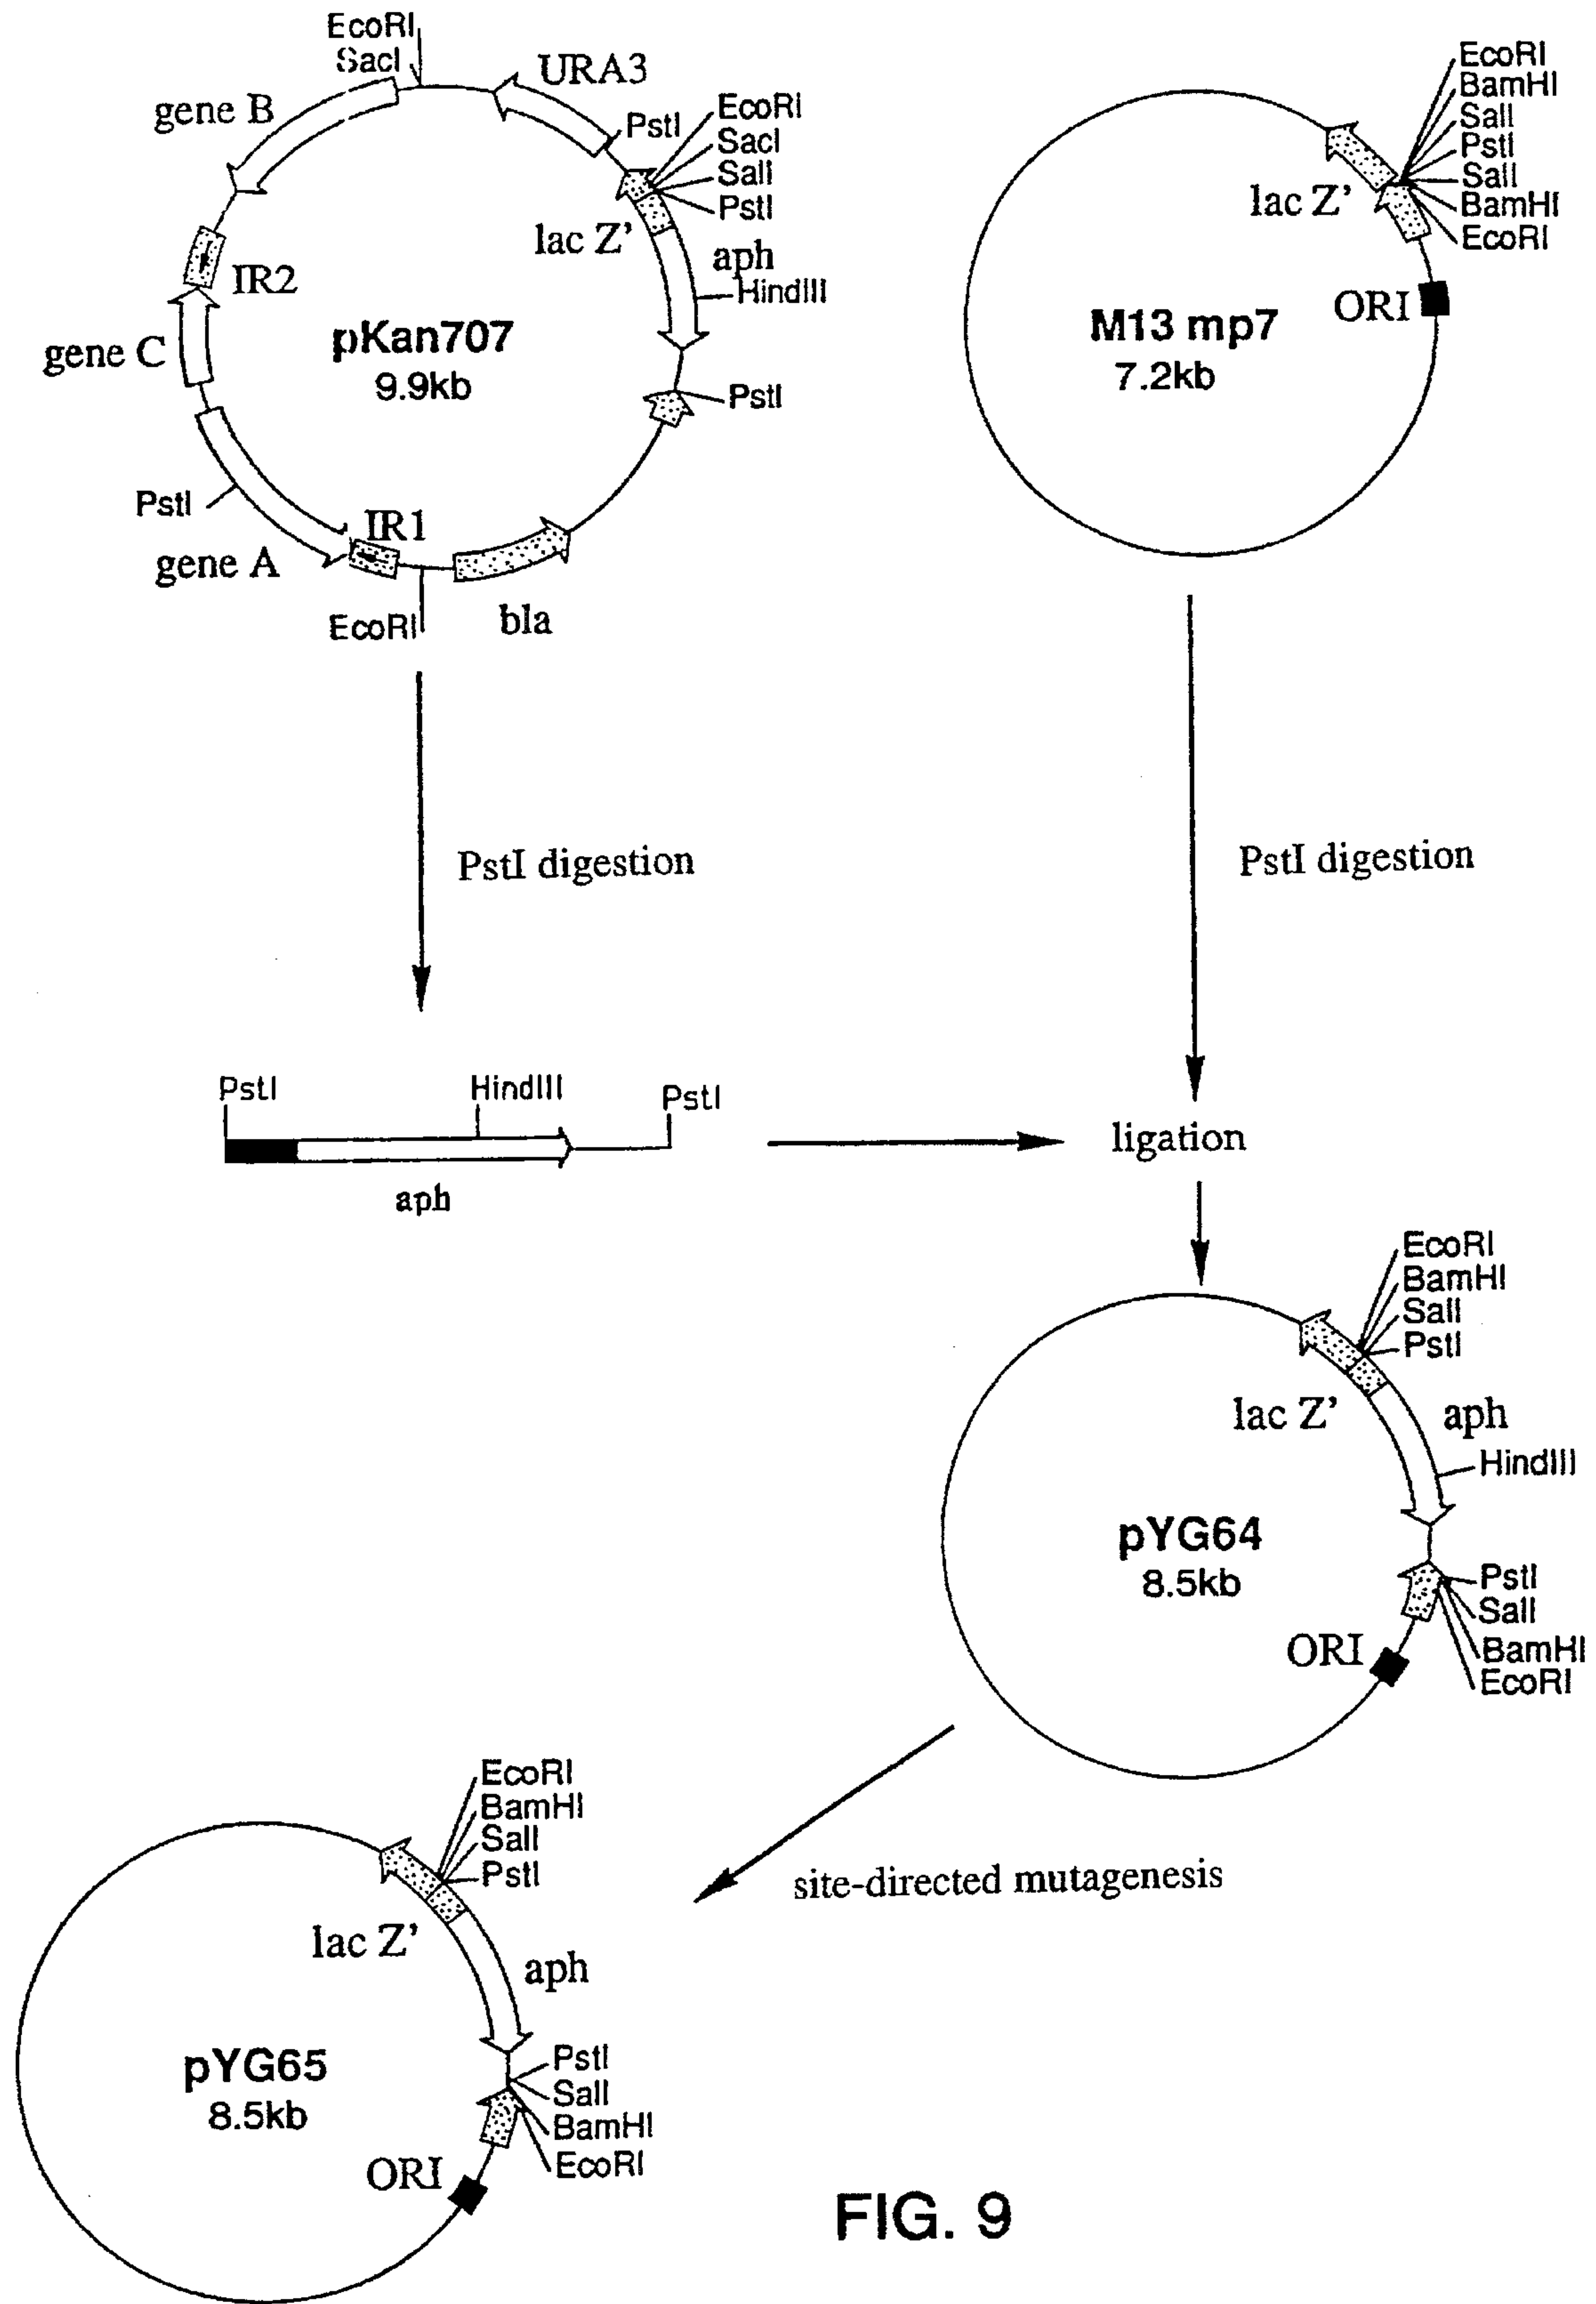 EcoRI
SacI
URA3
gene B
PstI
EcoRI
SacI
SalI
PstI
lac Z'
aph
HindIII
IR2
pKan707
9.9kb
gene C
PstI
PstI
IR1
gene A
EcoRI
bla
EcoRI
BamHI
SalI
PstI
SalI
BamHI
EcoRI
lac Z'
ORI
M13 mp7
7.2kb
PstI digestion
PstI digestion
PstI
HindIII
PstI
aph
ligation
EcoRI
BamHI
SalI
PstI
lac Z'
aph
HindIII
pYG64
8.5kb
PstI
SalI
BamHI
EcoRI
ORI
site-directed mutagenesis
EcoRI
BamHI
SalI
PstI
lac Z'
aph
pYG65
8.5kb
PstI
SalI
BamHI
EcoRI
ORI
FIG. 9